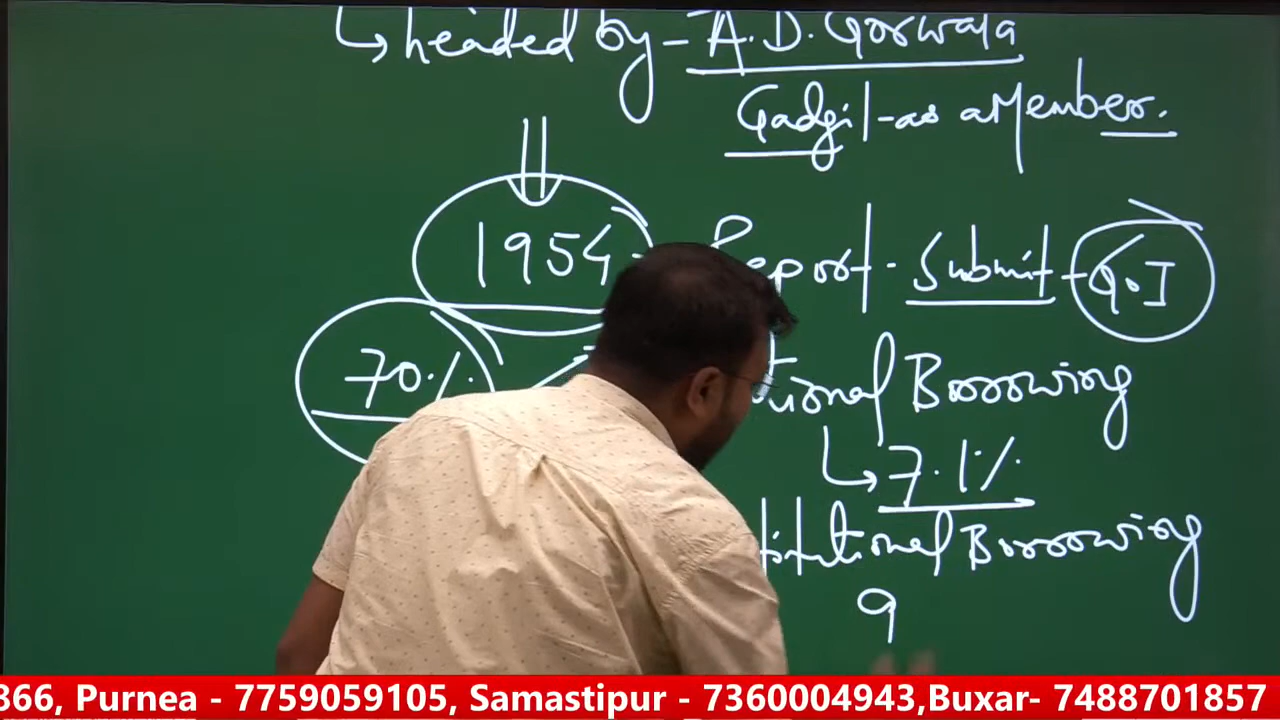 ↳ headed by - A.D. Gorwala
Gadgil - as a Member.
1954 - Report - Submit - G.I
70%
Borrowing
↳ 7.1%
Borrowing
9
366, Purnea - 7759059105, Samastipur - 7360004943,Buxar- 7488701857